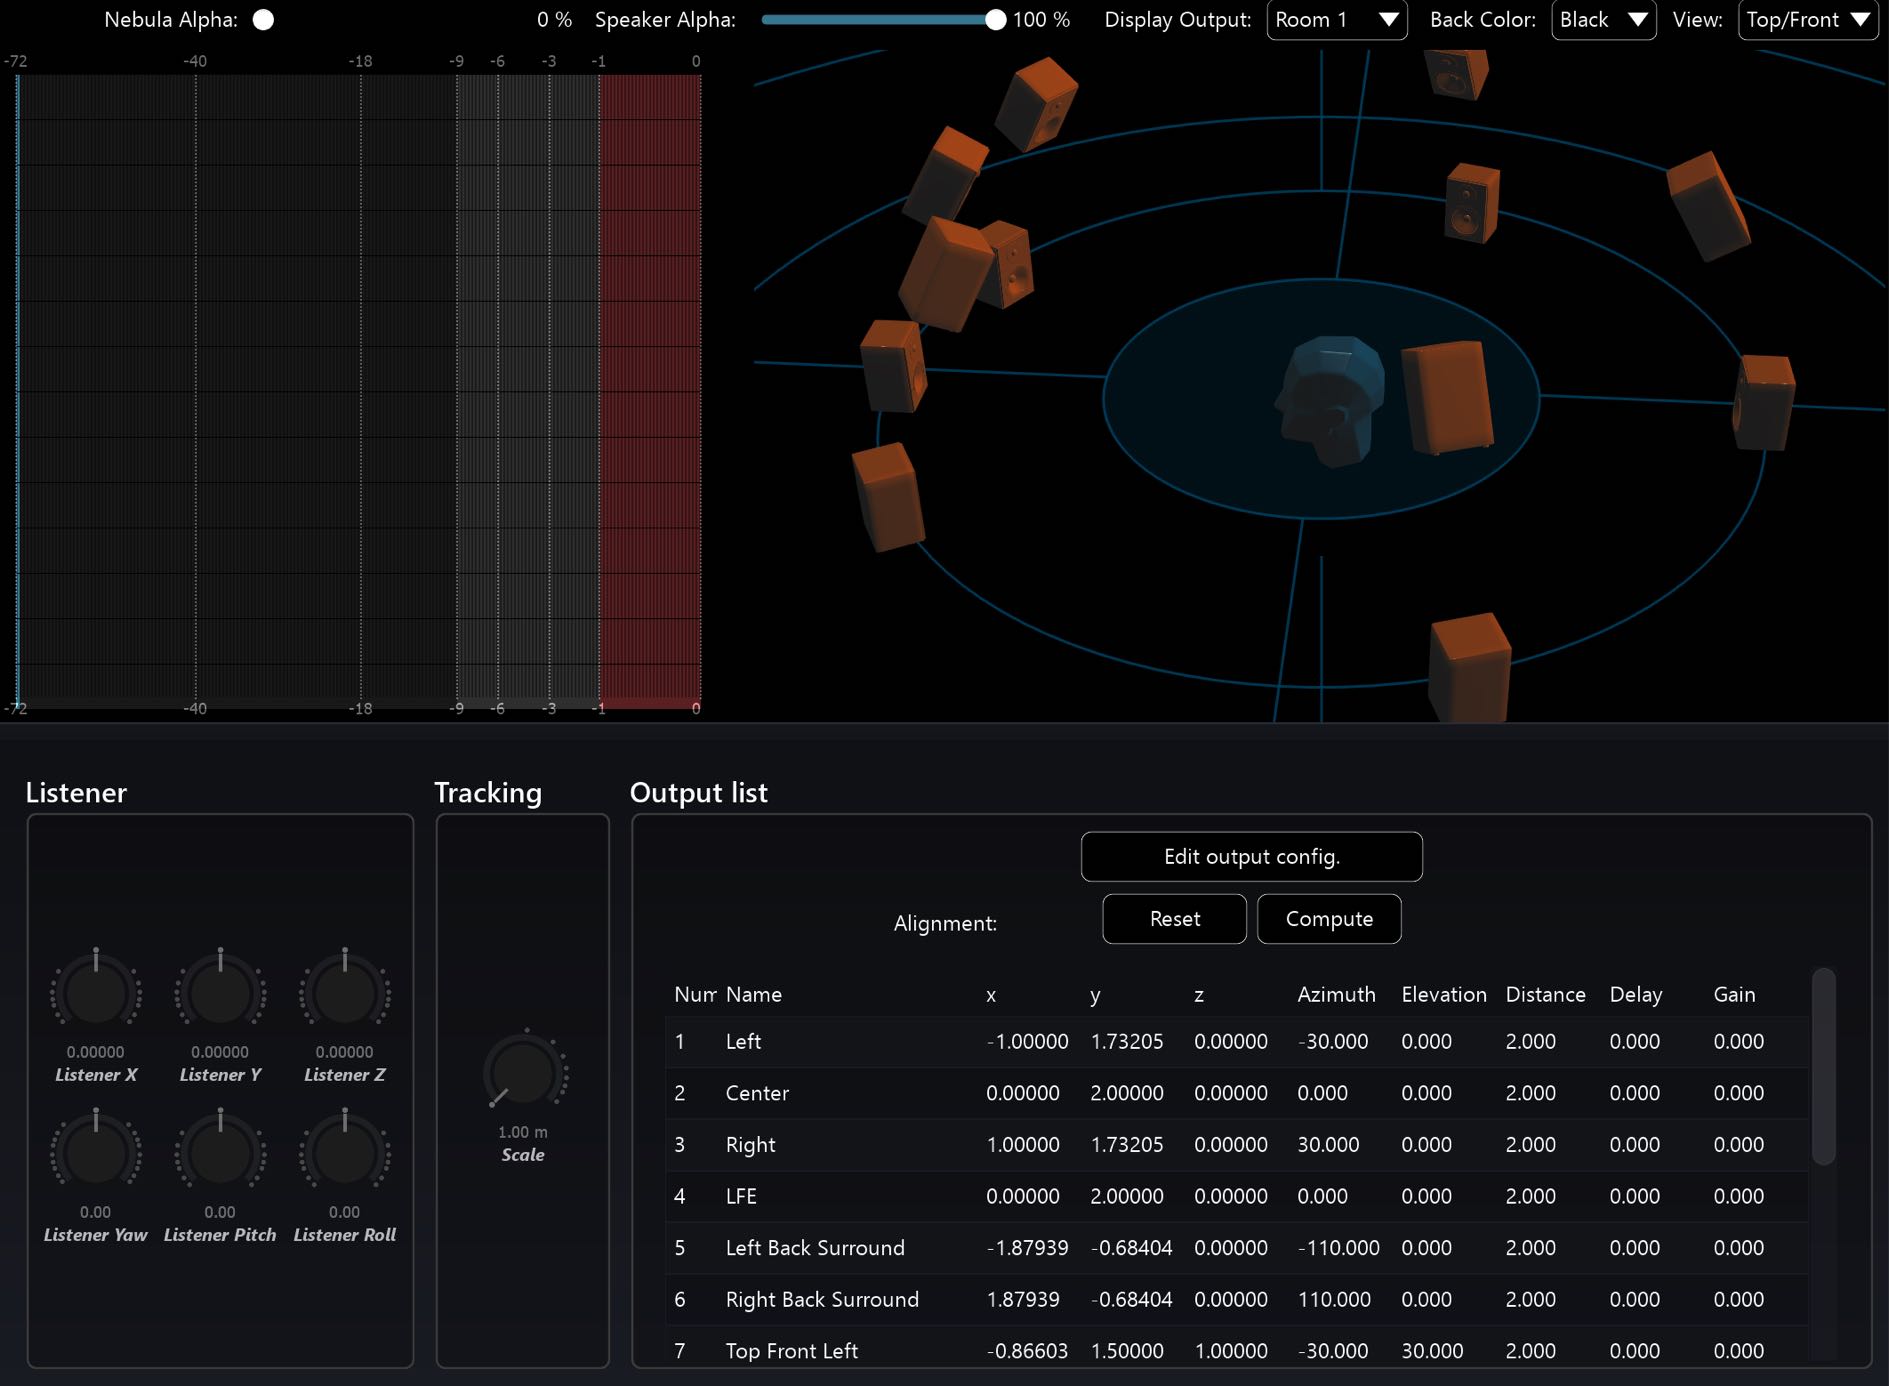 Nebula Alpha: 0 % Speaker Alpha: 100 % Display Output: Room 1 Back Color: Black View: Top/Front
-72 -40 -18 -9 -6 -3 -1 0
-72 -40 -18 -9 -6 -3 -1 0
Listener
0.00000 0.00000 0.00000
Listener X Listener Y Listener Z
0.00 0.00 0.00
Listener Yaw Listener Pitch Listener Roll
Tracking
1.00 m
Scale
Output list
Edit output config.
Alignment: Reset Compute
Num Name x y z Azimuth Elevation Distance Delay Gain
1 Left -1.00000 1.73205 0.00000 -30.000 0.000 2.000 0.000 0.000
2 Center 0.00000 2.00000 0.00000 0.000 0.000 2.000 0.000 0.000
3 Right 1.00000 1.73205 0.00000 30.000 0.000 2.000 0.000 0.000
4 LFE 0.00000 2.00000 0.00000 0.000 0.000 2.000 0.000 0.000
5 Left Back Surround -1.87939 -0.68404 0.00000 -110.000 0.000 2.000 0.000 0.000
6 Right Back Surround 1.87939 -0.68404 0.00000 110.000 0.000 2.000 0.000 0.000
7 Top Front Left -0.86603 1.50000 1.00000 -30.000 30.000 2.000 0.000 0.000